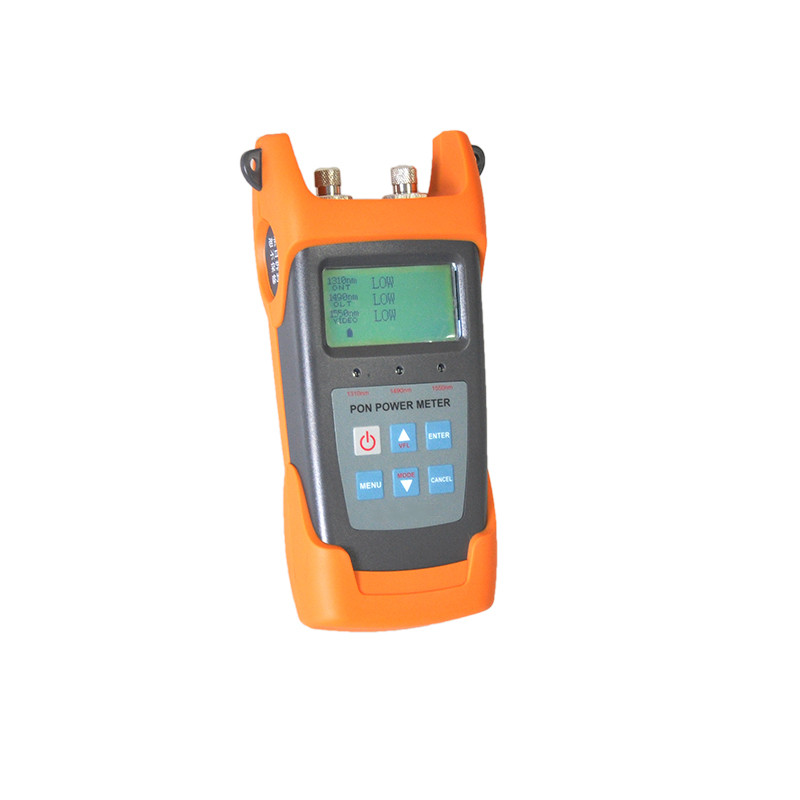 1310nm LOW
ONT
1490nm LOW
OLT
1550nm LOW
VIDEO
1310nm 1490nm 1550nm
PON POWER METER
VFL
ENTER
MENU
MODE
CANCEL